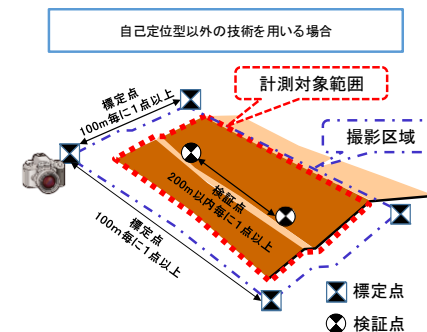 自己定位型以外の技術を用いる場合
計測対象範囲
標定点
100m毎に1点以上
撮影区域
検証点
200m以内毎に1点以上
標定点
100m毎に1点以上
標定点
検証点